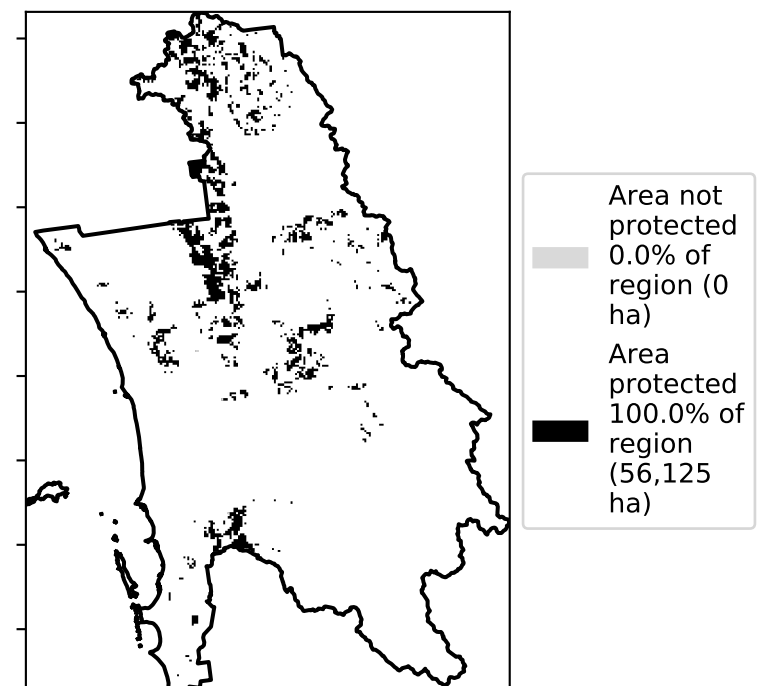 Area not
protected
0.0% of
region (0
ha)
Area
protected
100.0% of
region
(56,125
ha)